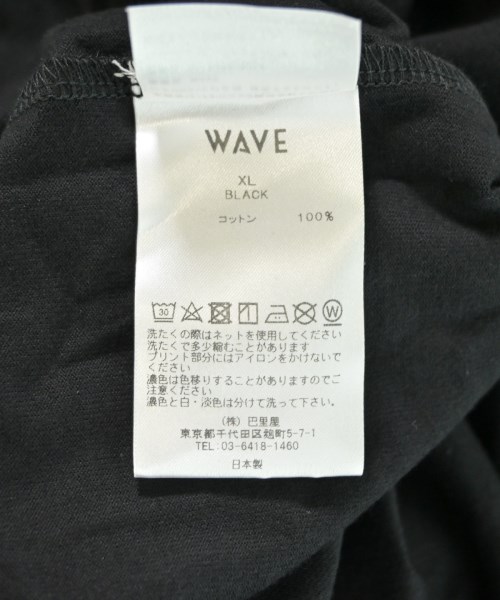 WAVE
XL
BLACK
コットン 100%
30 W
洗たくの際はネットを使用してください
洗たくで多少縮むことがあります
プリント部分にはアイロンをかけないで
ください
濃色は色移りすることがありますのでご
注意ください
濃色と白・淡色は分けて洗って下さい。
(株) 巴里屋
東京都千代田区麹町5-7-1
TEL:03-6418-1460
日本製